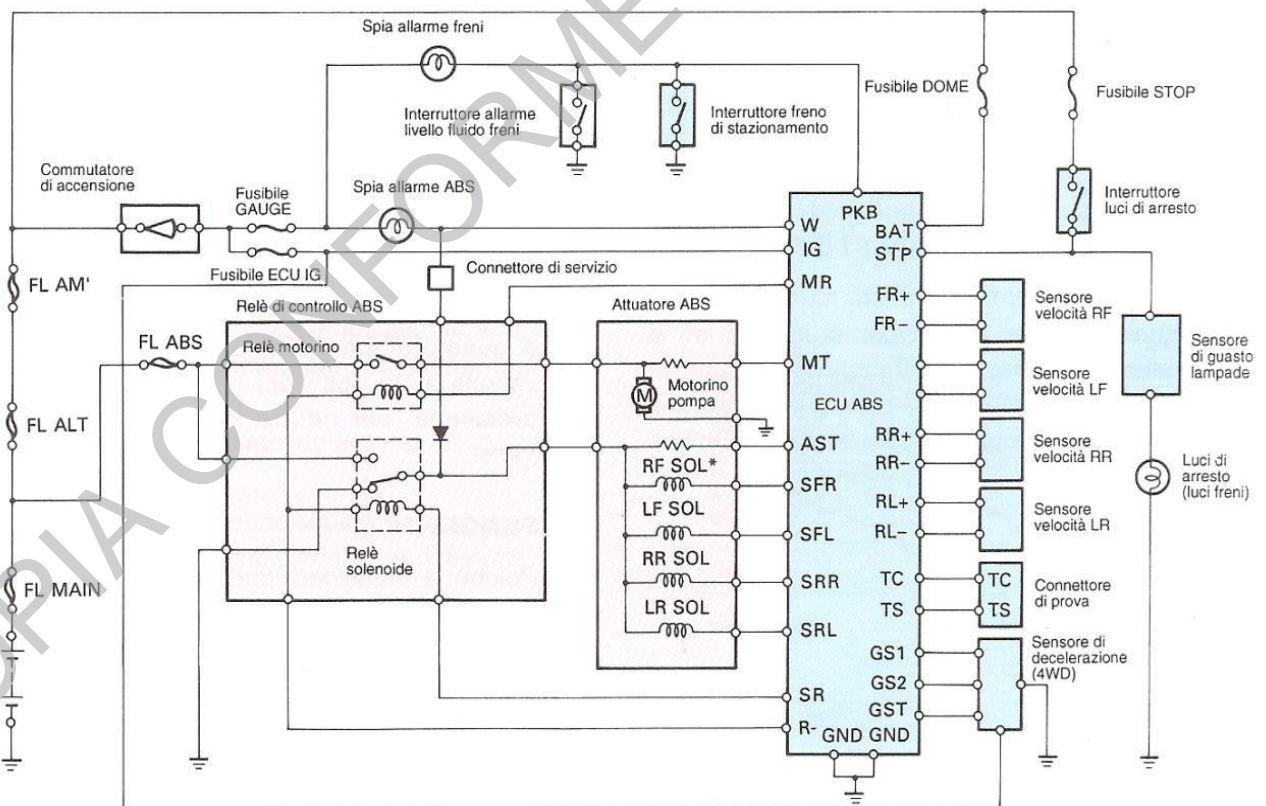 Spia allarme freni
Interruttore allarme
livello fluido freni
Interruttore freno
di stazionamento
Fusibile DOME
Fusibile STOP
Commutatore
di accensione
Fusibile
GAUGE
Spia allarme ABS
Interruttore
luci di arresto
PKB
W
BAT
IG
STP
Fusibile ECU IG
Connettore di servizio
MR
FL AM'
Relè di controllo ABS
Attuatore ABS
FR+
FR−
Sensore
velocità RF
FL ABS
Relè motorino
MT
Motorino
pompa
M
ECU ABS
Sensore
velocità LF
Sensore
di guasto
lampade
FL ALT
AST
RR+
RR−
Sensore
velocità RR
RF SOL*
SFR
LF SOL
SFL
RL+
RL−
Sensore
velocità LR
Luci di
arresto
(luci freni)
Relè
solenoide
RR SOL
SRR
TC
TS
TC
TS
Connettore
di prova
FL MAIN
LR SOL
SRL
GS1
GS2
GST
Sensore di
decelerazione
(4WD)
SR
R-
GND GND
COPIA CONFORME